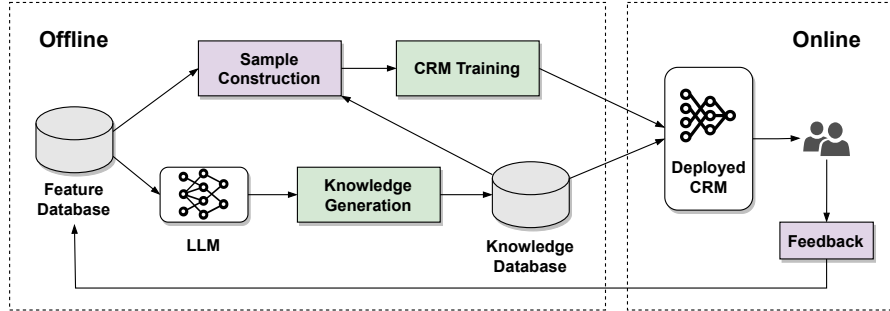 Offline
Online
Sample
Construction
CRM Training
Feature
Database
LLM
Knowledge
Generation
Knowledge
Database
Deployed
CRM
Feedback